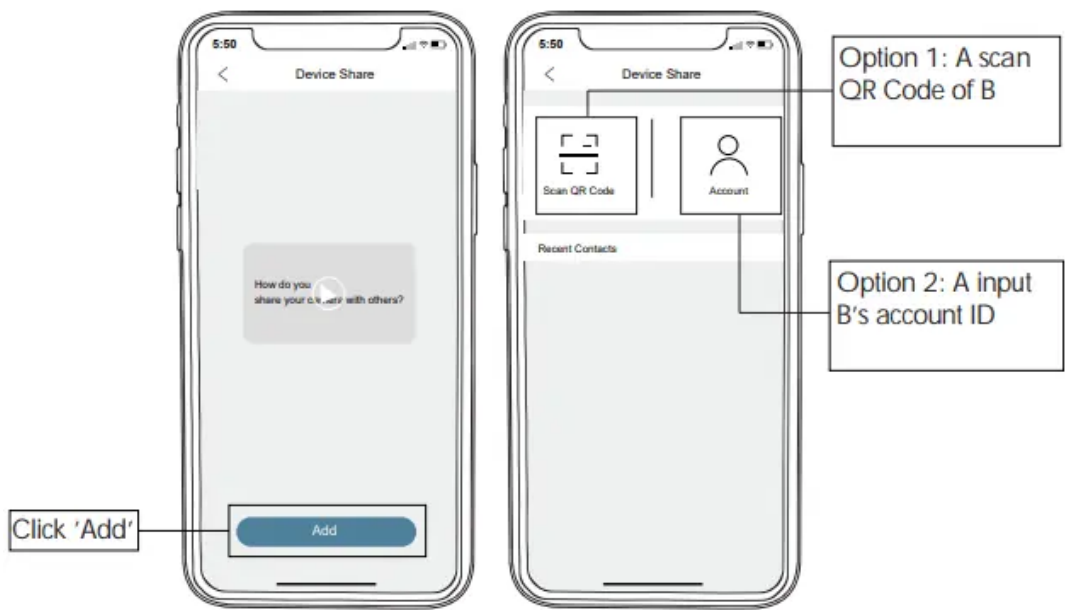 5:50
Device Share
How do you
share your camera with others?
Add
Click 'Add'
5:50
Device Share
Scan QR Code
Account
Recent Contacts
Option 1: A scan
QR Code of B
Option 2: A input
B's account ID